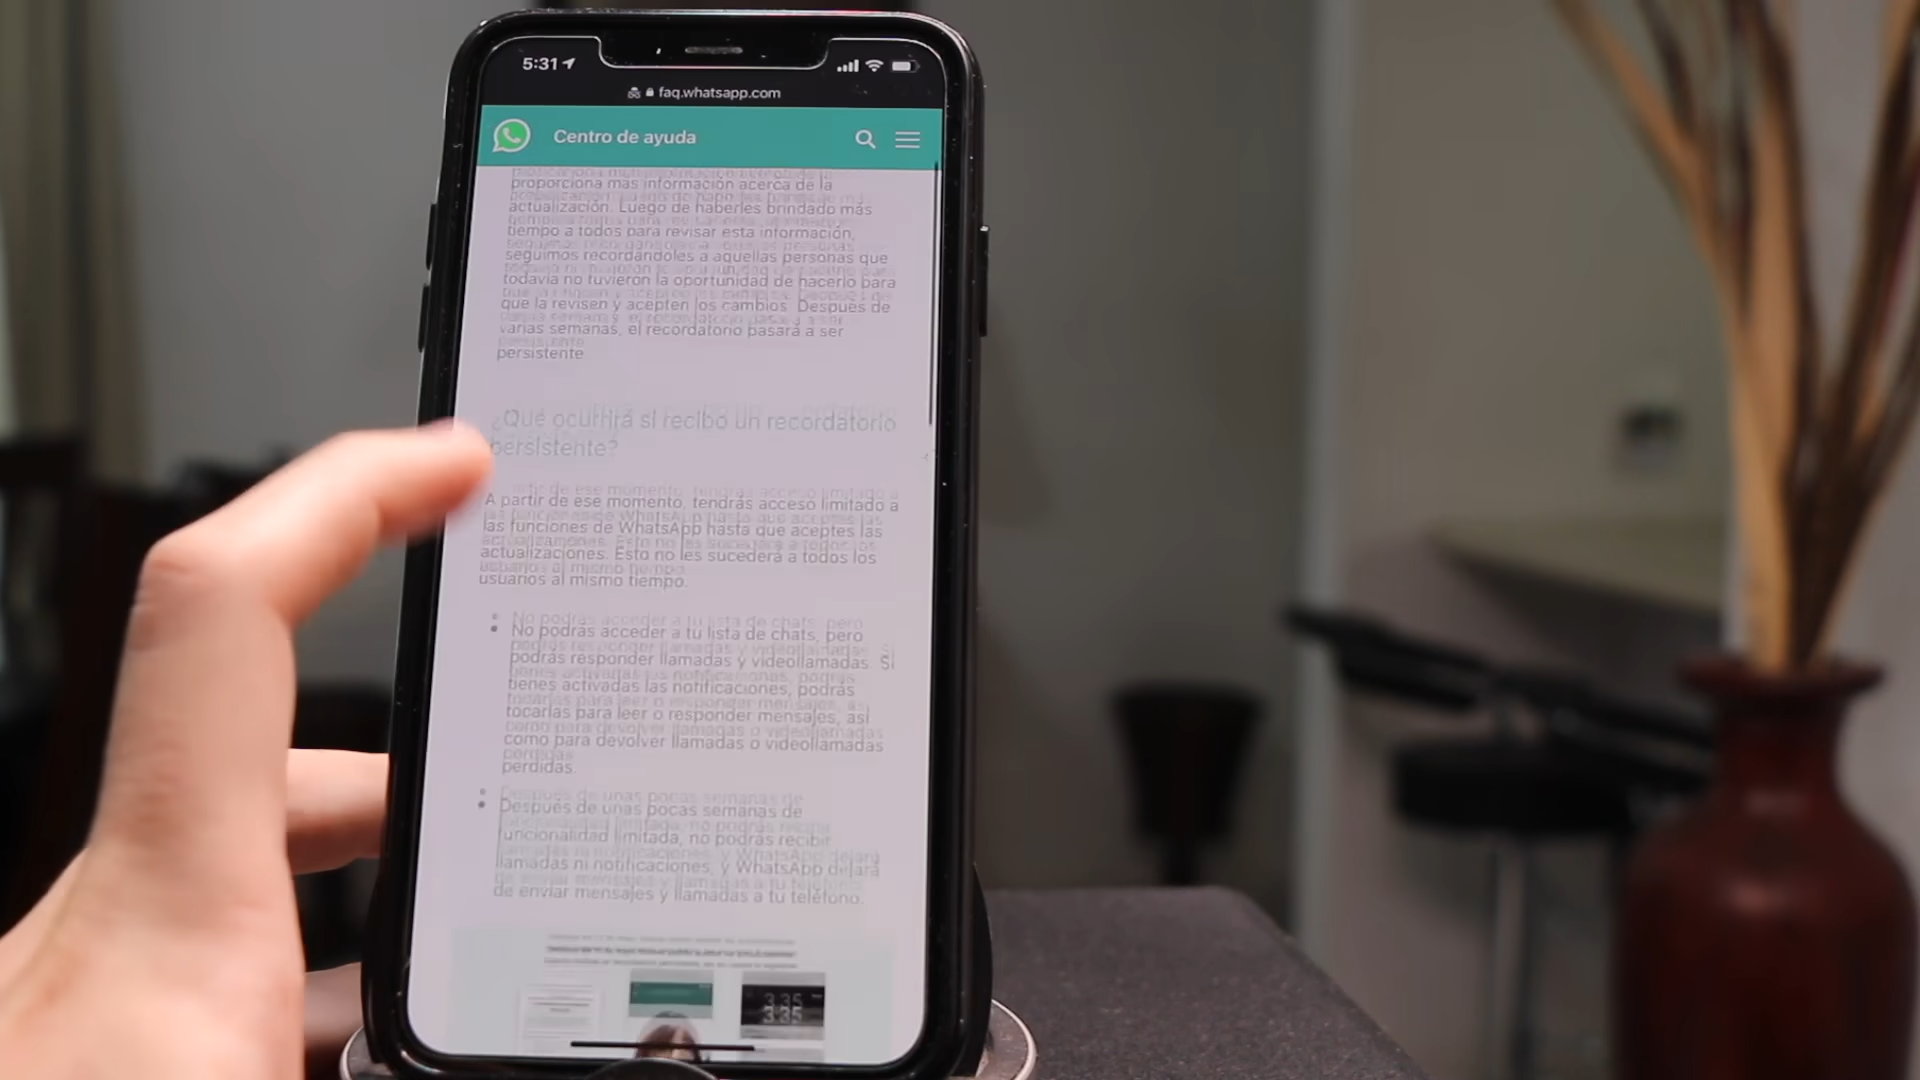 5:31
faq.whatsapp.com
Centro de ayuda
proporciona más información acerca de la
actualización. Luego de haberles brindado más
tiempo a todos para revisar esta información,
seguimos recordándoles a aquellas personas que
todavía no tuvieron la oportunidad de hacerlo para
que la revisen y acepten los cambios. Después de
varias semanas, el recordatorio pasará a ser
persistente
¿Qué ocurrirá si recibo un recordatorio
persistente?
A partir de ese momento, tendrás acceso limitado a
las funciones de WhatsApp hasta que aceptes las
actualizaciones. Esto no les sucederá a todos los
usuarios al mismo tiempo.
No podrás acceder a tu lista de chats, pero
podrás responder llamadas y videollamadas. Si
tienes activadas las notificaciones, podrás
tocarlas para leer o responder mensajes, así
como para devolver llamadas o videollamadas
perdidas.
Después de unas pocas semanas de
funcionalidad limitada, no podrás recibir
llamadas ni notificaciones, y WhatsApp dejará
de enviar mensajes y llamadas a tu teléfono.